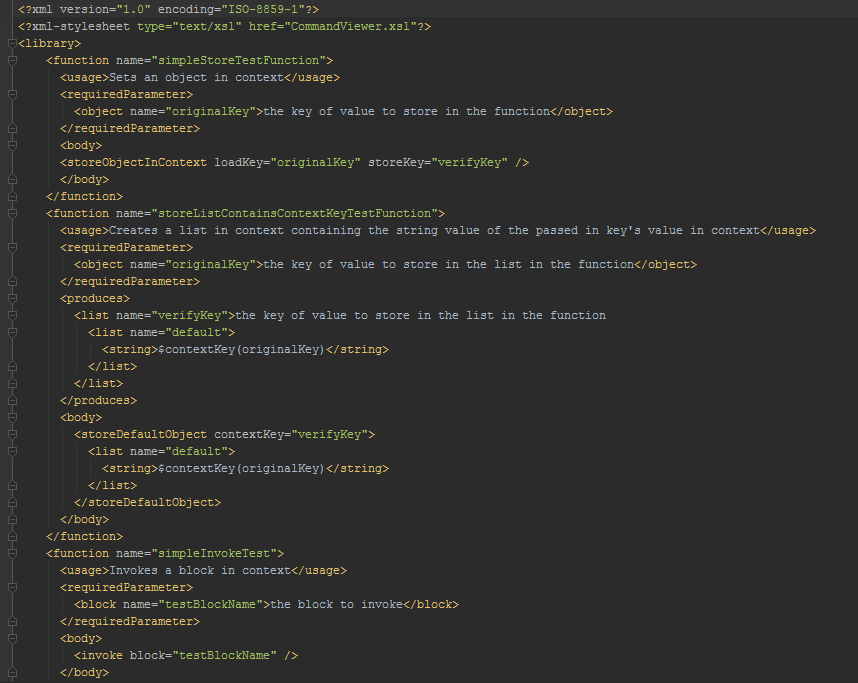 <?xml version="1.0" encoding="ISO-8859-1"?>
<?xml-stylesheet type="text/xsl" href="CommandViewer.xsl"?>
<library>
    <function name="simpleStoreTestFunction">
      <usage>Sets an object in context</usage>
      <requiredParameter>
        <object name="originalKey">the key of value to store in the function</object>
      </requiredParameter>
      <body>
      <storeObjectInContext loadKey="originalKey" storeKey="verifyKey" />
      </body>
    </function>
    <function name="storeListContainsContextKeyTestFunction">
      <usage>Creates a list in context containing the string value of the passed in key's value in context</usage>
      <requiredParameter>
        <object name="originalKey">the key of value to store in the list in the function</object>
      </requiredParameter>
      <produces>
        <list name="verifyKey">the key of value to store in the list in the function
          <list name="default">
            <string>$contextKey(originalKey)</string>
          </list>
        </list>
      </produces>
      <body>
        <storeDefaultObject contextKey="verifyKey">
          <list name="default">
            <string>$contextKey(originalKey)</string>
          </list>
        </storeDefaultObject>
      </body>
    </function>
    <function name="simpleInvokeTest">
      <usage>Invokes a block in context</usage>
      <requiredParameter>
        <block name="testBlockName">the block to invoke</block>
      </requiredParameter>
      <body>
        <invoke block="testBlockName" />
      </body>